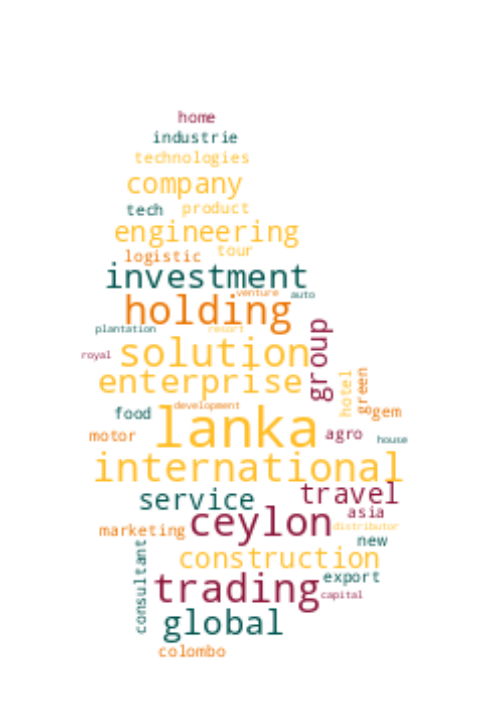 home
industrie
technologies
company
tech product
engineering
logistic tour
investment
venture auto
holding
plantation resort
royal solution group
enterprise hotel green
development
food lanka gem
motor agro house
international
service travel
marketing ceylon asia
distributor
consultant new
construction
trading export
capital
global
colombo